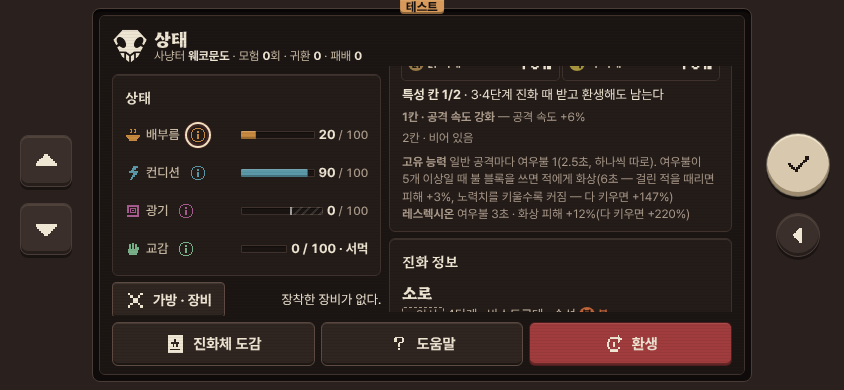 테스트
상태
사냥터 웨코문도 · 모험 0회 · 귀환 0 · 패배 0
상태
배부름 20 / 100
컨디션 90 / 100
광기 0 / 100
교감 0 / 100 · 서먹
가방 · 장비
장착한 장비가 없다.
특성 칸 1/2 · 3·4단계 진화 때 받고 환생해도 남는다
1칸 · 공격 속도 강화 — 공격 속도 +6%
2칸 · 비어 있음
고유 능력 일반 공격마다 여우불 1(2.5초, 하나씩 따로). 여우불이
5개 이상일 때 불 블록을 쓰면 적에게 화상(6초 — 걸린 적을 때리면
피해 +3%, 노력치를 키울수록 커짐 — 다 키우면 +147%)
레스렉시온 여우불 3초 · 화상 피해 +12%(다 키우면 +220%)
진화 정보
소로
진화체 도감
? 도움말
환생